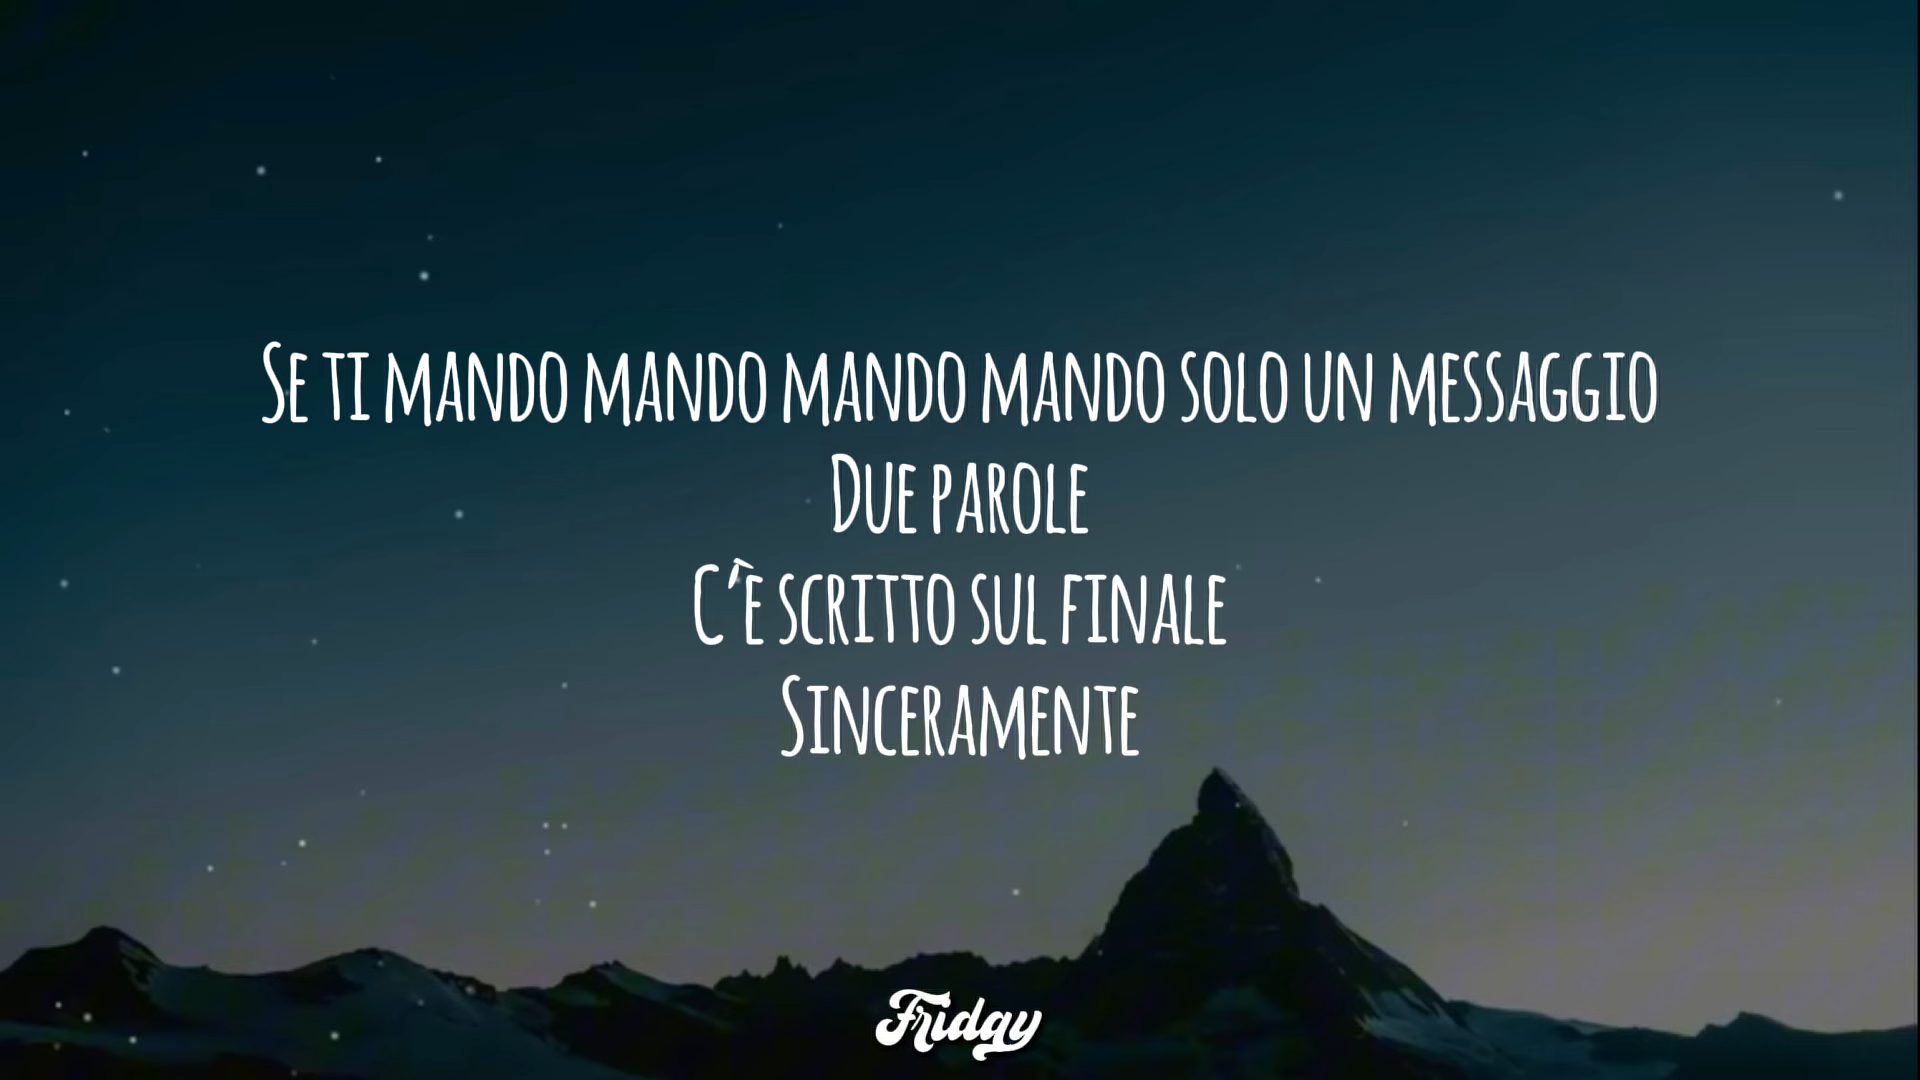 Se ti mando mando mando mando solo un messaggio
Due parole
C'è scritto sul finale
Sinceramente
Friday